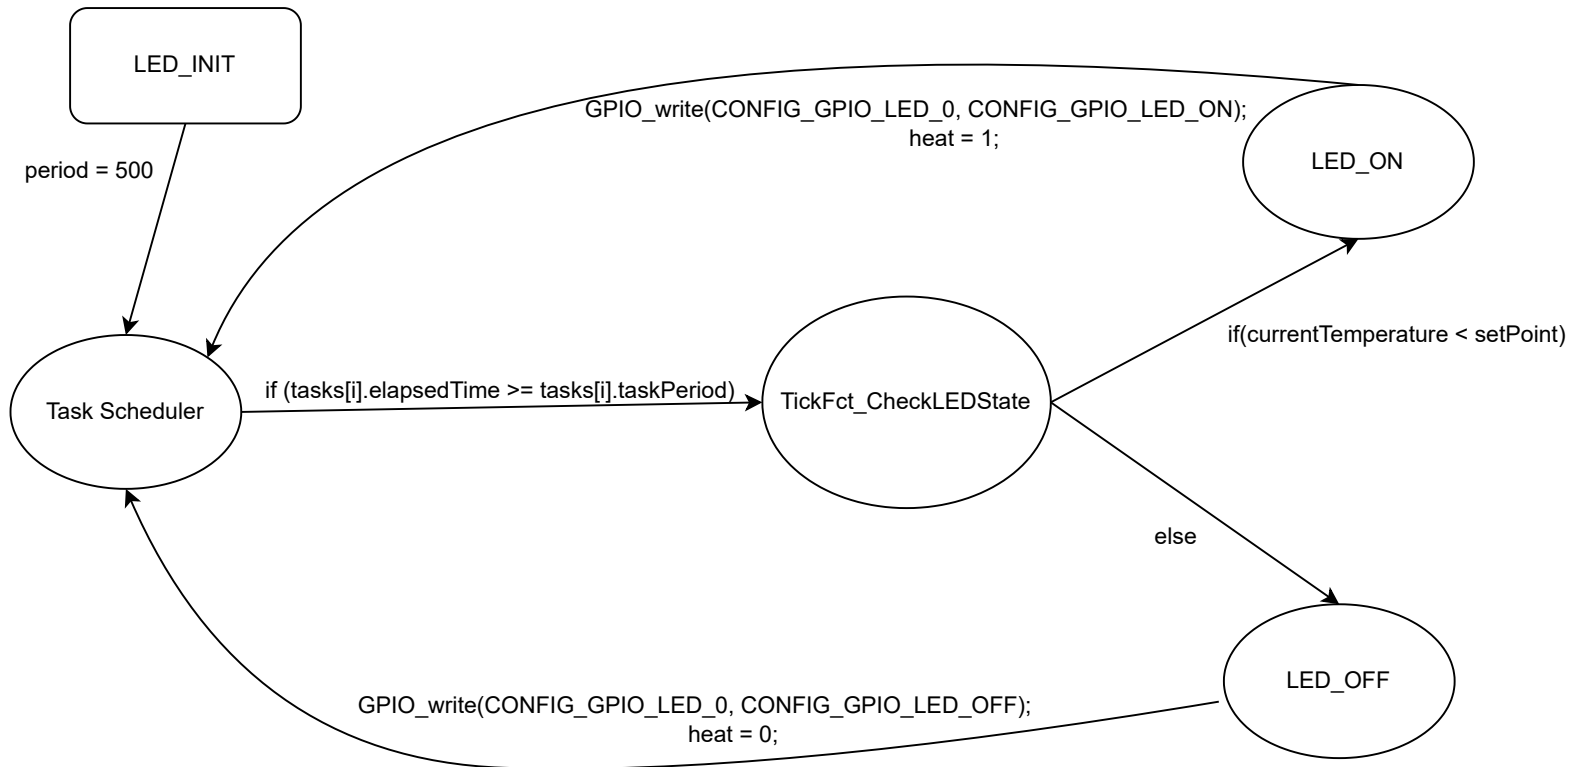 LED_INIT
GPIO_write(CONFIG_GPIO_LED_0, CONFIG_GPIO_LED_ON);
heat = 1;
LED_ON
period = 500
if(currentTemperature < setPoint)
if (tasks[i].elapsedTime >= tasks[i].taskPeriod)
Task Scheduler
TickFct_CheckLEDState
else
LED_OFF
GPIO_write(CONFIG_GPIO_LED_0, CONFIG_GPIO_LED_OFF);
heat = 0;